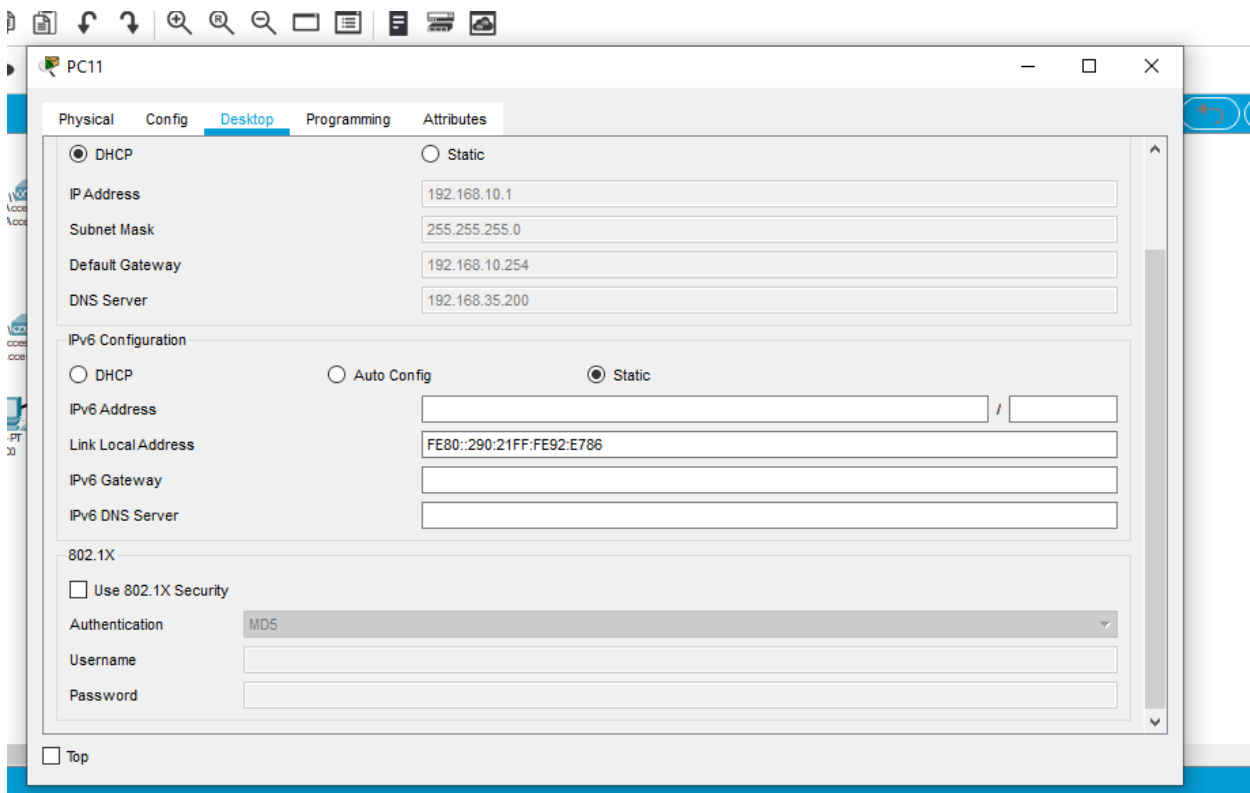 PC11
Physical Config Desktop Programming Attributes
DHCP Static
IP Address 192.168.10.1
Subnet Mask 255.255.255.0
Default Gateway 192.168.10.254
DNS Server 192.168.35.200
IPv6 Configuration
DHCP Auto Config Static
IPv6 Address /
Link Local Address FE80::290:21FF:FE92:E786
IPv6 Gateway
IPv6 DNS Server
802.1X
Use 802.1X Security
Authentication MD5
Username
Password
Top